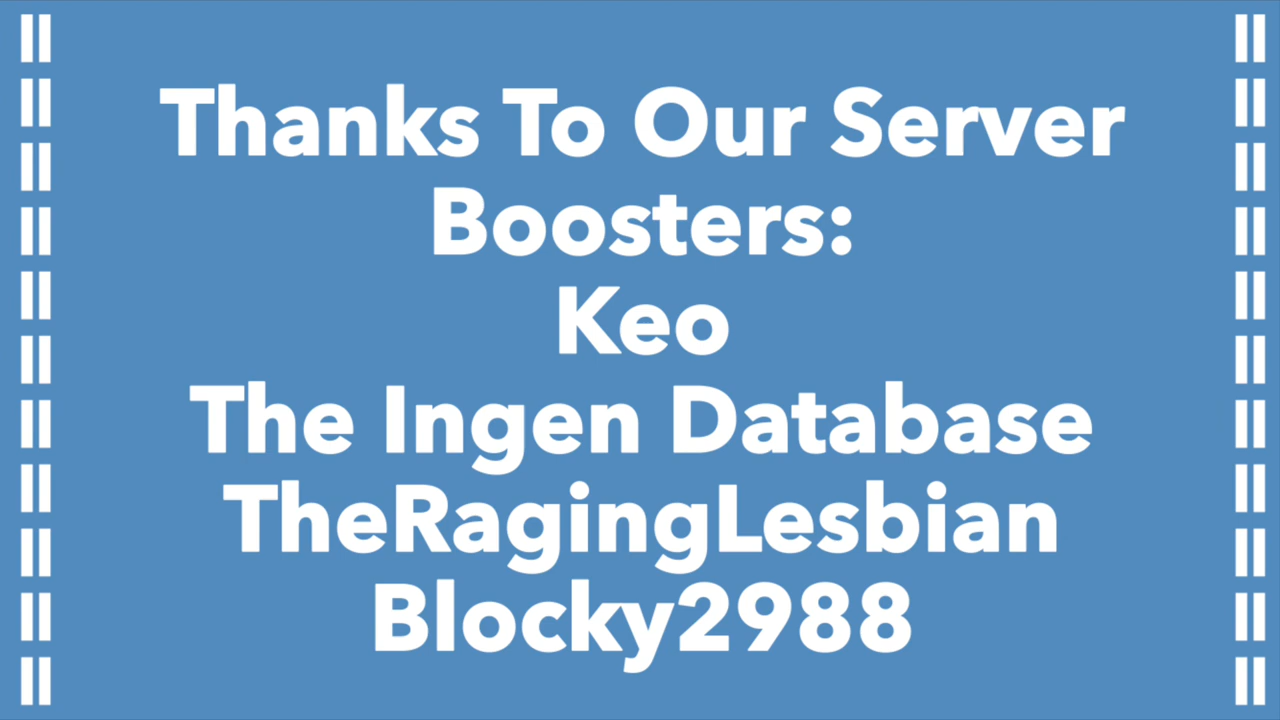 Thanks To Our Server
Boosters:
Keo
The Ingen Database
TheRagingLesbian
Blocky2988